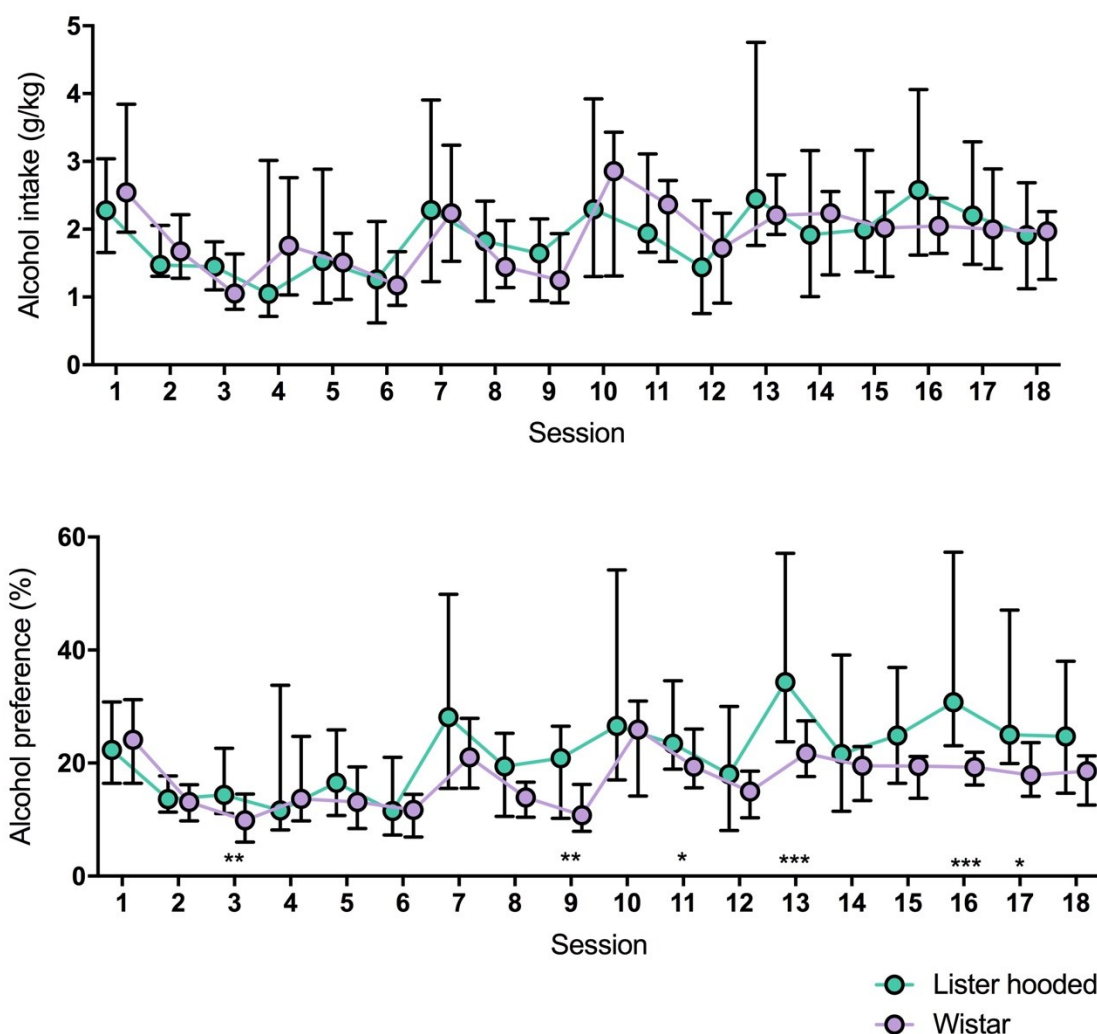 Alcohol intake (g/kg)
5
4
3
2
1
0
1 2 3 4 5 6 7 8 9 10 11 12 13 14 15 16 17 18
Session
Alcohol preference (%)
60
40
20
0
** ** * *** *** *
1 2 3 4 5 6 7 8 9 10 11 12 13 14 15 16 17 18
Session
Lister hooded
Wistar